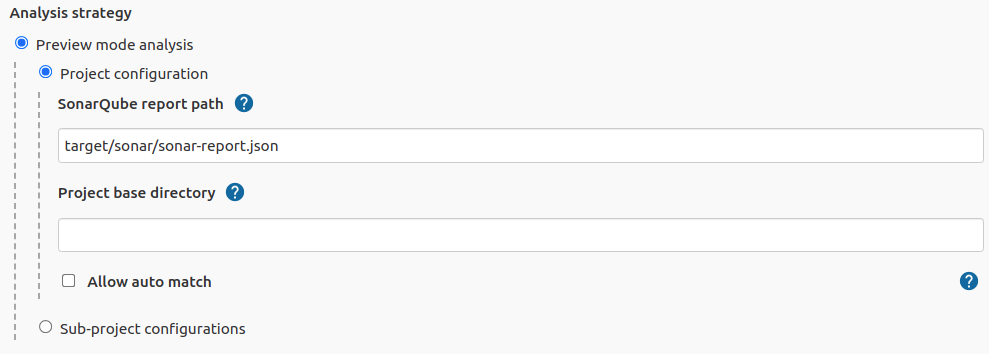 Analysis strategy
Preview mode analysis
Project configuration
SonarQube report path ?
target/sonar/sonar-report.json
Project base directory ?
Allow auto match ?
Sub-project configurations